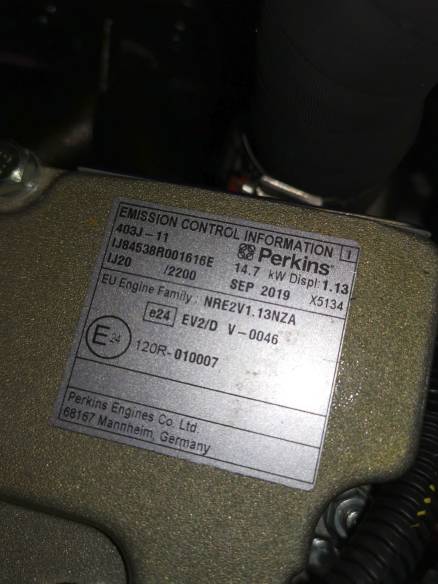 EMISSION CONTROL INFORMATION 1
403J-11 Perkins
IJ84538R001616E 14.7 kW Displ: 1.13
IJ20 /2200 SEP 2019 X5134
EU Engine Family: NRE2V1.13NZA
e24 EV2/D V-0046
E24 120R-010007
Perkins Engines Co. Ltd.
68167 Mannheim, Germany